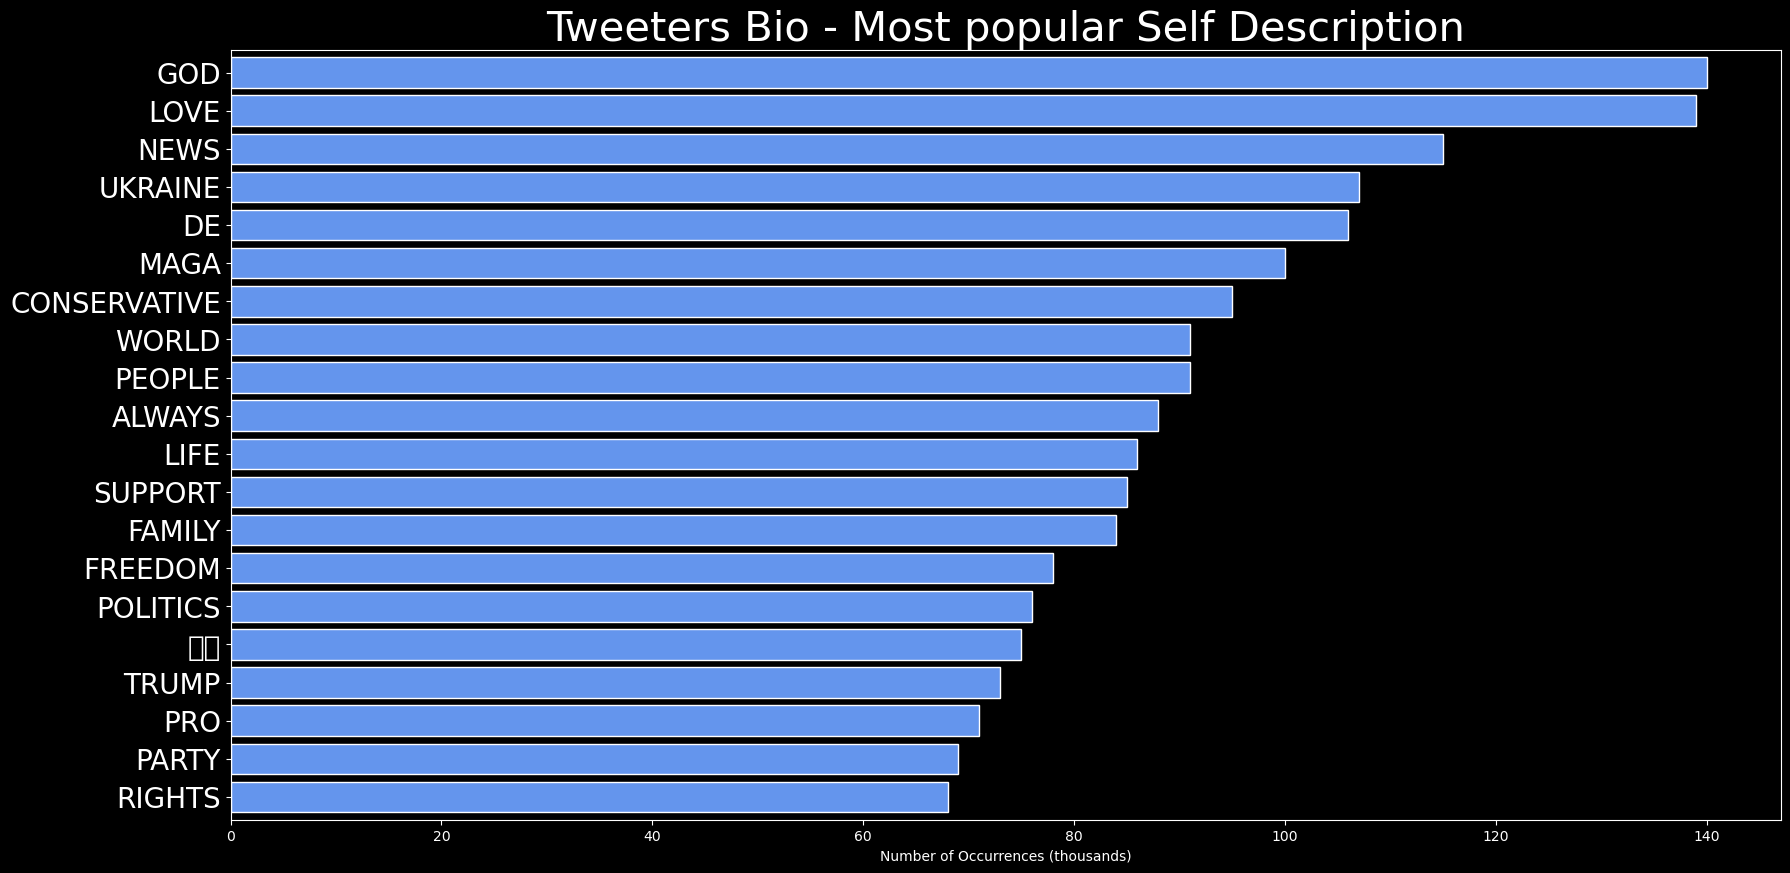 Tweeters Bio - Most popular Self Description
GOD
LOVE
NEWS
UKRAINE
DE
MAGA
CONSERVATIVE
WORLD
PEOPLE
ALWAYS
LIFE
SUPPORT
FAMILY
FREEDOM
POLITICS
TRUMP
PRO
PARTY
RIGHTS
0 20 40 60 80 100 120 140
Number of Occurrences (thousands)